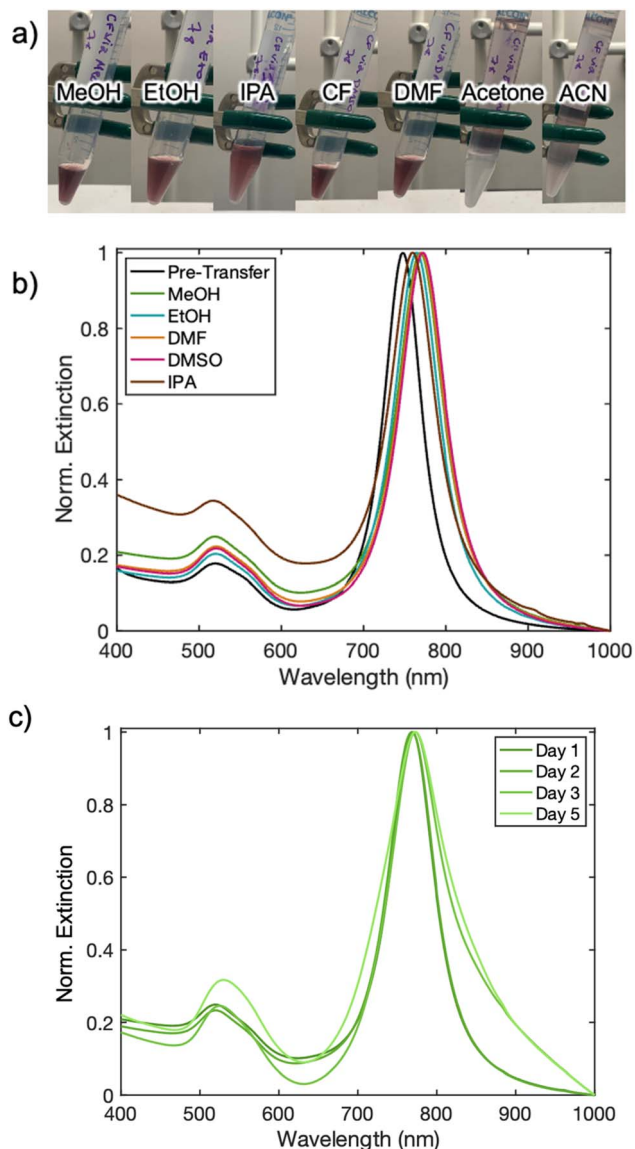 a)
MeOH EtOH IPA CF DMF Acetone ACN
b)
Norm. Extinction
1
0.8
0.6
0.4
0.2
0
Pre-Transfer
MeOH
EtOH
DMF
DMSO
IPA
400 500 600 700 800 900 1000
Wavelength (nm)
c)
Norm. Extinction
1
0.8
0.6
0.4
0.2
0
Day 1
Day 2
Day 3
Day 5
400 500 600 700 800 900 1000
Wavelength (nm)